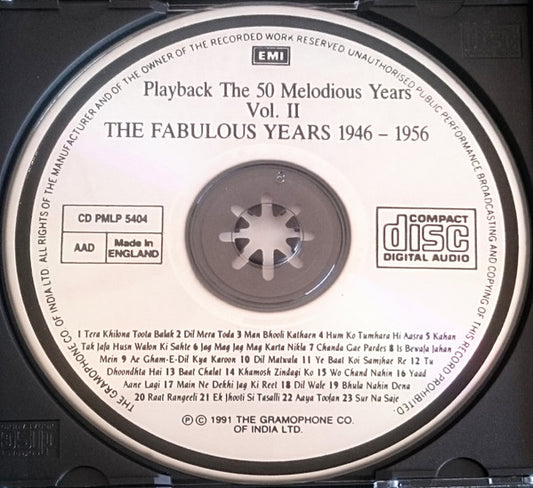 ALL RIGHTS OF THE MANUFACTURER AND OF THE OWNER OF THE RECORDED WORK RESERVED. UNAUTHORISED PUBLIC PERFORMANCE, BROADCASTING AND COPYING OF THIS RECORD PROHIBITED.
EMI
Playback The 50 Melodious Years
Vol. II
THE FABULOUS YEARS 1946 – 1956
CD PMLP 5404
AAD
Made in
ENGLAND
COMPACT
disc
DIGITAL AUDIO
1 Tera Khilona Toota Balak 2 Dil Mera Toda 3 Man Bhooli Katharn 4 Hum Ko Tumhara Hi Aasra 5 Kahan
Tak Jafa Husn Walon Ki Sahte 6 Jag Mag Jag Mag Karta Nikla 7 Chanda Gae Pardes 8 Is Bewafa Jahan
Mein 9 Ae Gham-E-Dil Kya Karoon 10 Dil Matwala 11 Ye Baat Koi Samjhae Re 12 Tu
Dhoondhta Hai 13 Baat Chalat 14 Khamosh Zindagi Ko 15 Wo Chand Nahin 16 Yaad
Aane Lagi 17 Main Ne Dekhi Jag Ki Reet 18 Dil Wale 19 Bhula Nahin Dena
20 Raat Rangreli 21 Ek Jhooti Si Tasalli 22 Aaya Toofan 23 Sur Na Saje
Ⓟ © 1991 THE GRAMOPHONE CO.
OF INDIA LTD.
THE GRAMOPHONE CO. OF INDIA LTD.